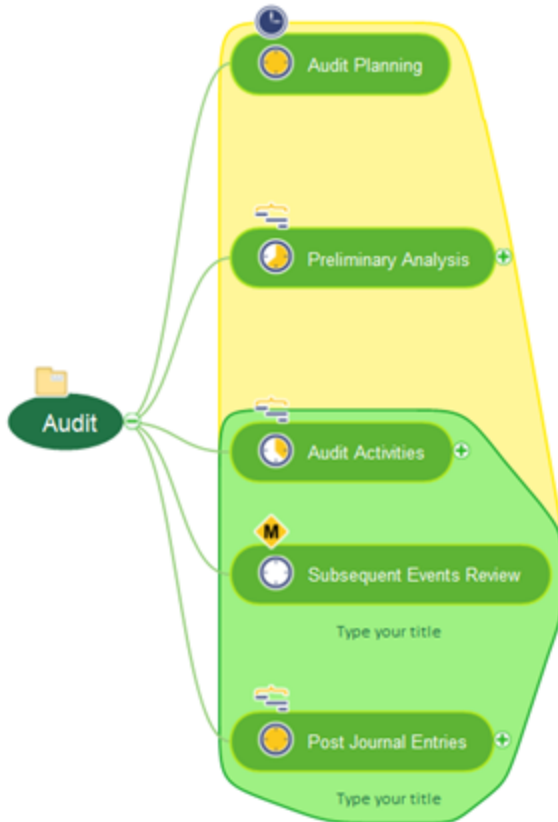 Audit Planning
Preliminary Analysis
Audit
Audit Activities
M
Subsequent Events Review
Type your title
Post Journal Entries
Type your title